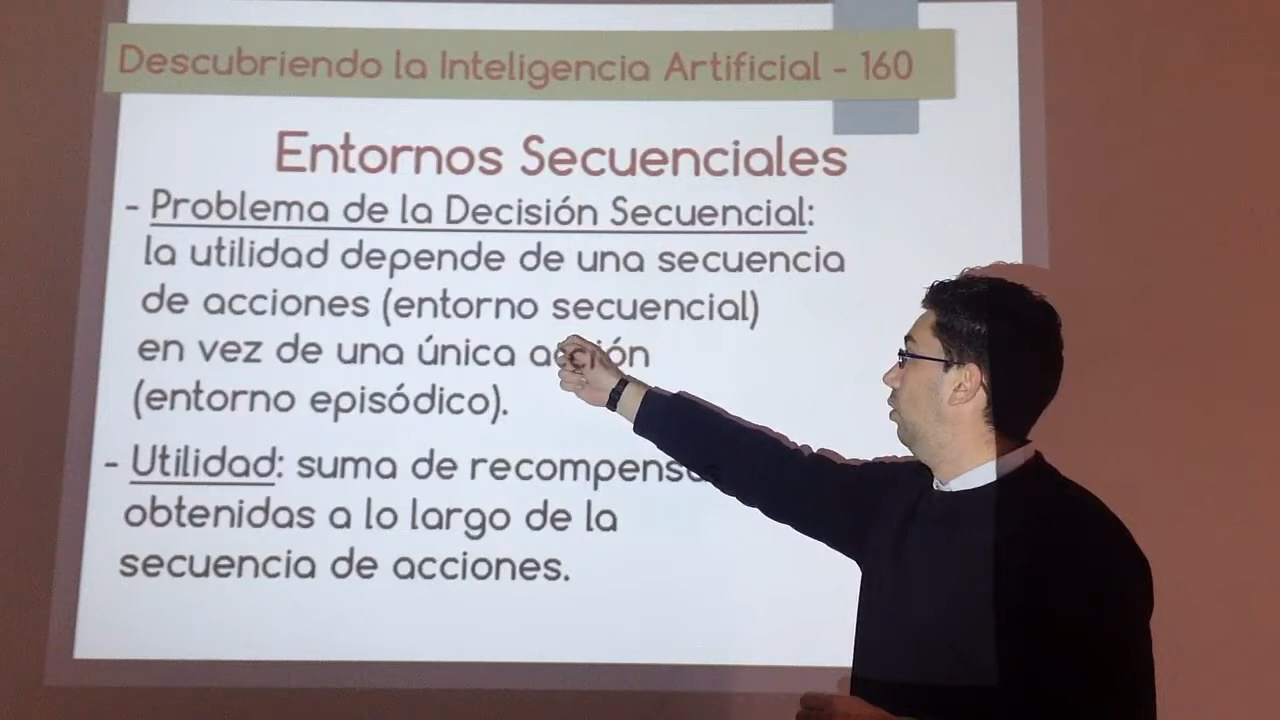 Descubriendo la Inteligencia Artificial - 160
Entornos Secuenciales
- Problema de la Decisión Secuencial:
la utilidad depende de una secuencia
de acciones (entorno secuencial)
en vez de una única acción
(entorno episódico).
- Utilidad: suma de recompensas
obtenidas a lo largo de la
secuencia de acciones.